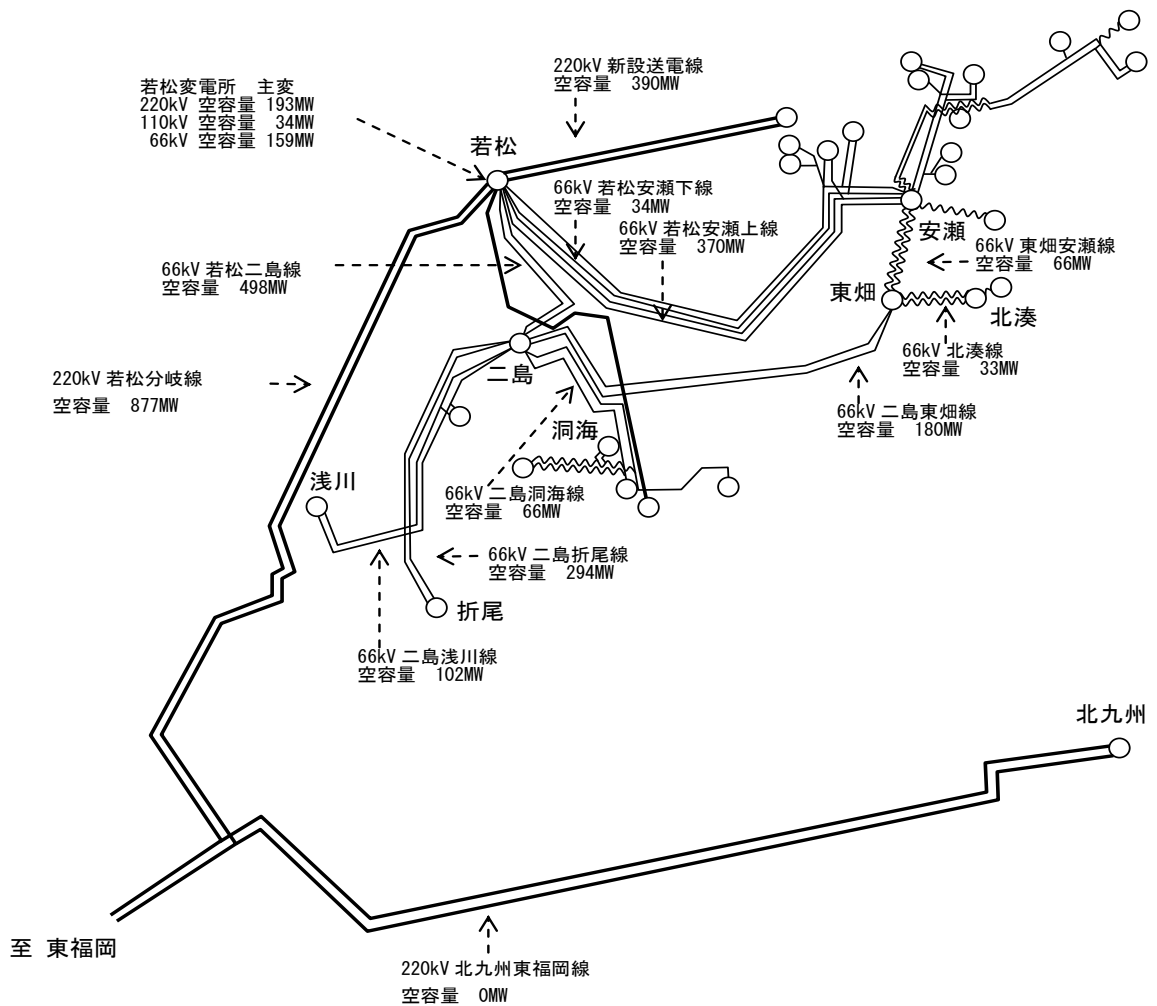 若松変電所 主変
220kV 空容量 193MW
110kV 空容量 34MW
66kV 空容量 159MW
220kV 新設送電線
空容量 390MW
若松
66kV 若松安瀬下線
空容量 34MW
66kV 若松安瀬上線
空容量 370MW
安瀬
66kV 東畑安瀬線
空容量 66MW
66kV 若松二島線
空容量 498MW
東畑
北湊
66kV 北湊線
空容量 33MW
二島
220kV 若松分岐線
空容量 877MW
66kV 二島東畑線
空容量 180MW
洞海
浅川
66kV 二島洞海線
空容量 66MW
66kV 二島折尾線
空容量 294MW
折尾
66kV 二島浅川線
空容量 102MW
北九州
至 東福岡
220kV 北九州東福岡線
空容量 0MW